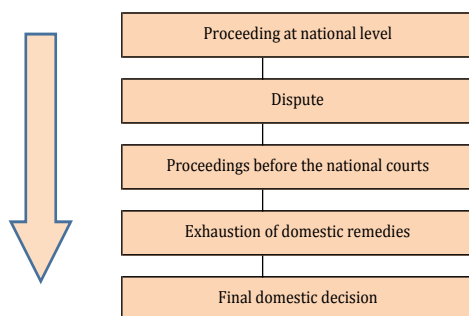 Proceeding at national level
Dispute
Proceedings before the national courts
Exhaustion of domestic remedies
Final domestic decision